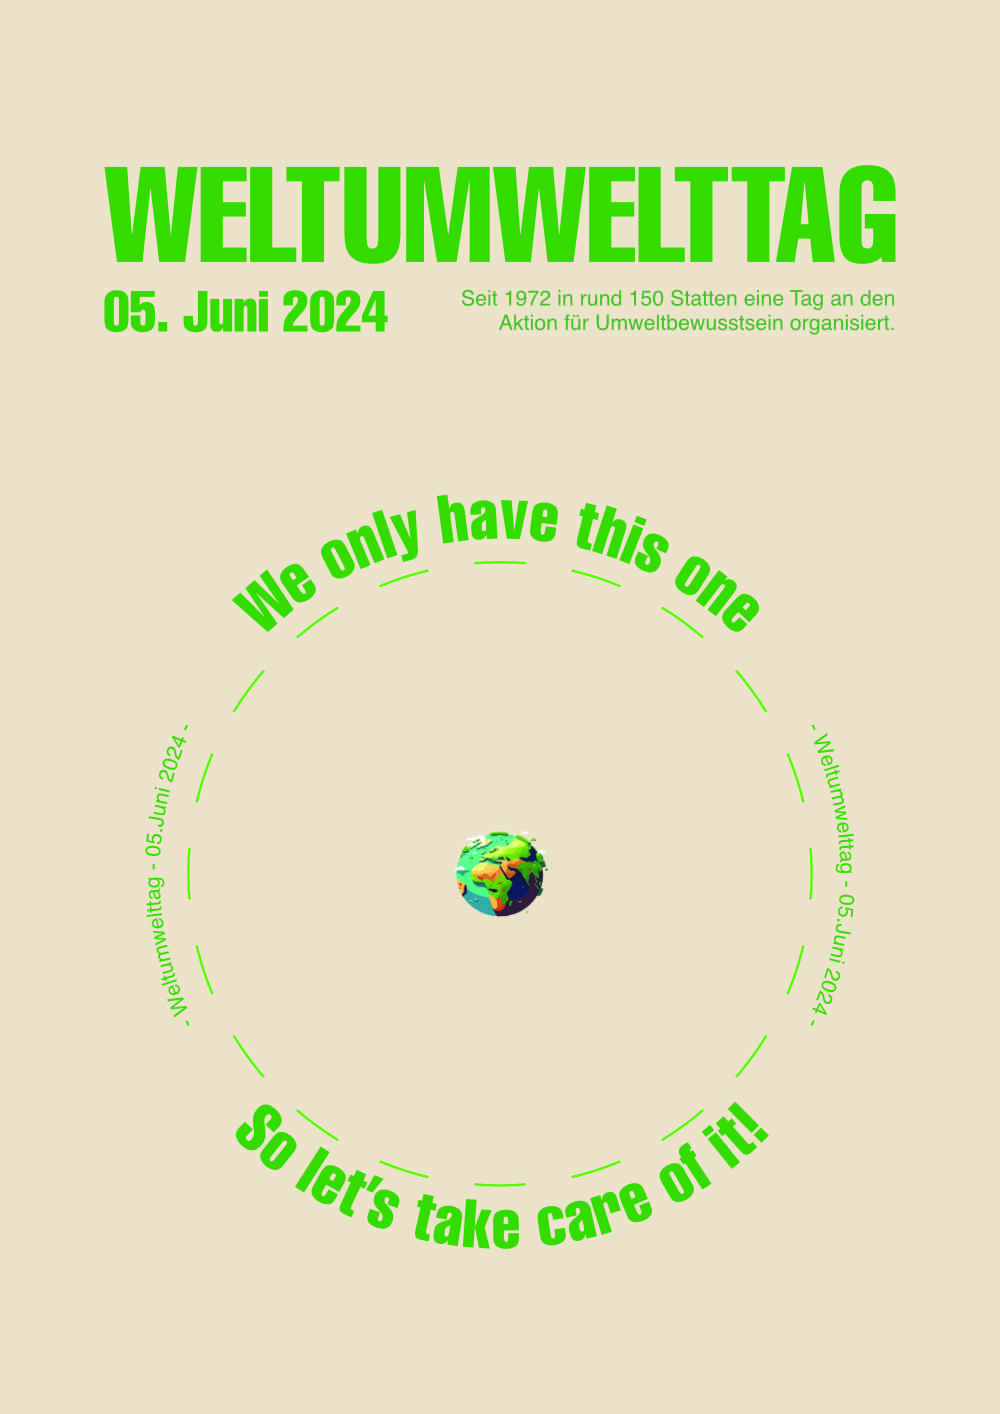 WELTUMWELTTAG
05. Juni 2024
Seit 1972 in rund 150 Statten eine Tag an den
Aktion für Umweltbewusstsein organisiert.
We only have this one
- Weltumwelttag - 05.Juni 2024 -
- Weltumwelttag - 05.Juni 2024 -
So let's take care of it!